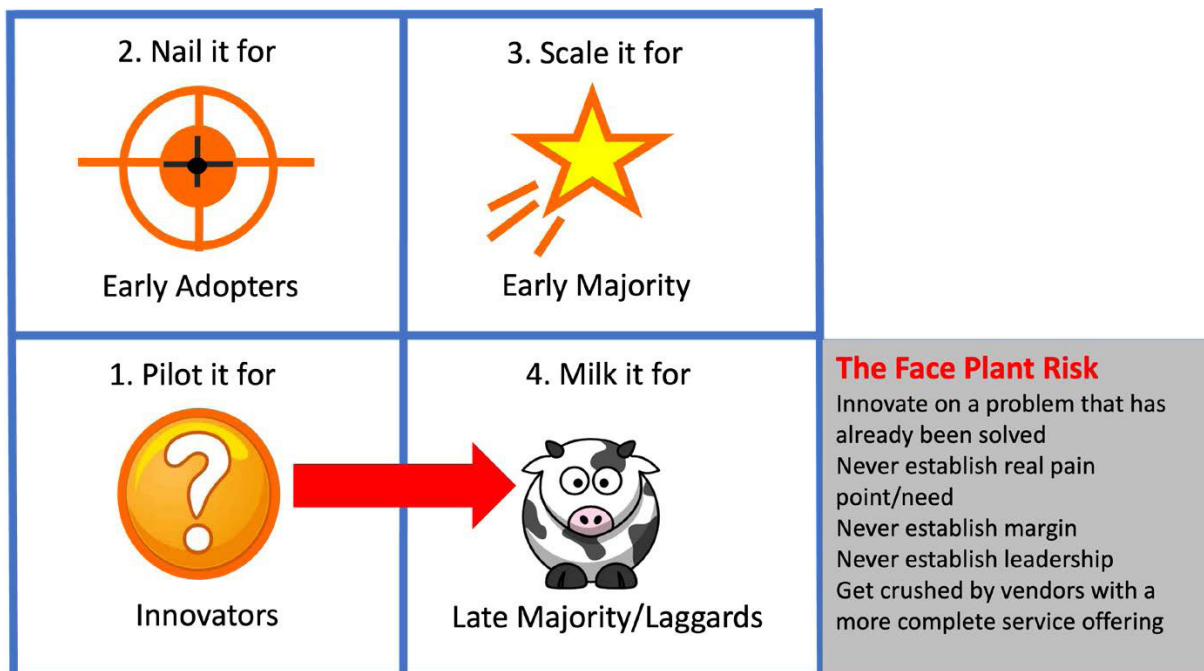 2. Nail it for
Early Adopters
3. Scale it for
Early Majority
1. Pilot it for
?
Innovators
4. Milk it for
Late Majority/Laggards
The Face Plant Risk
Innovate on a problem that has
already been solved
Never establish real pain
point/need
Never establish margin
Never establish leadership
Get crushed by vendors with a
more complete service offering